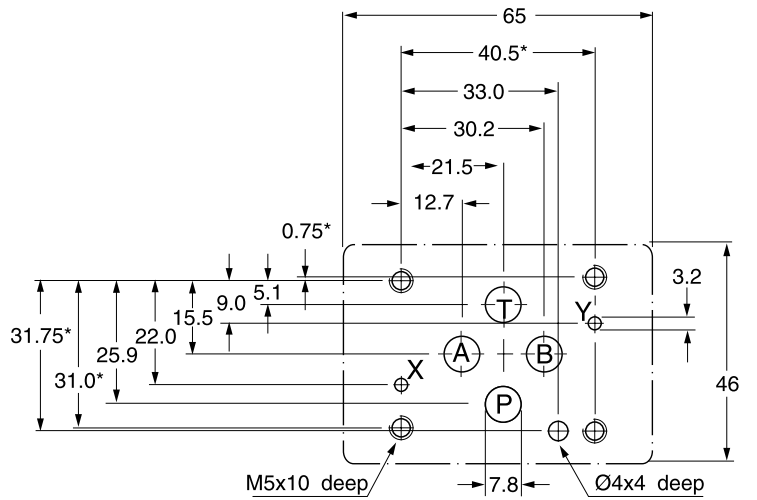 65
40.5*
33.0
30.2
21.5
12.7
0.75*
5.1
9.0
15.5
22.0
25.9
31.0*
31.75*
3.2
46
T
Y
A
B
X
P
M5x10 deep
7.8
Ø4x4 deep